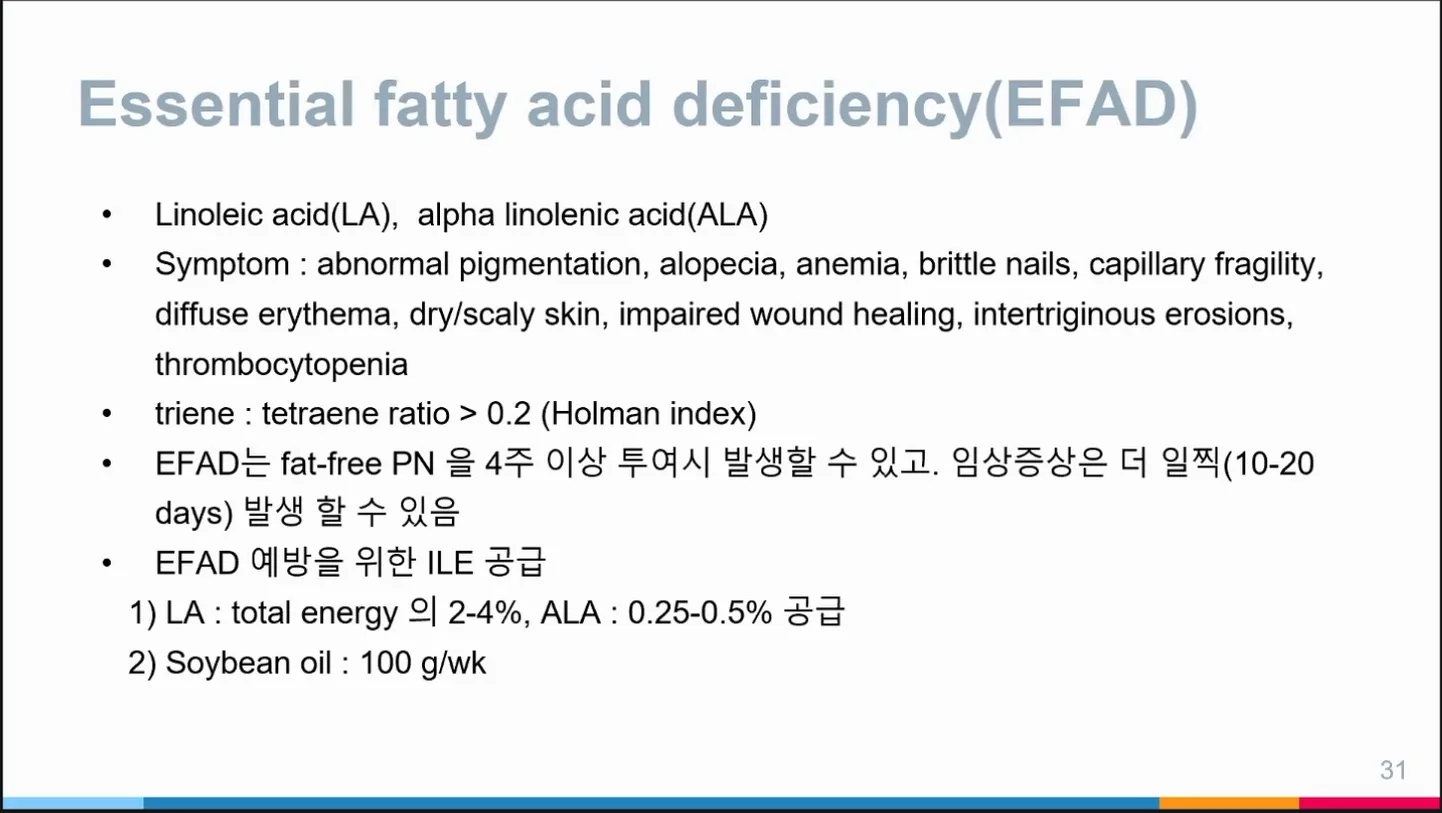 Essential fatty acid deficiency(EFAD)
• Linoleic acid(LA), alpha linolenic acid(ALA)
• Symptom : abnormal pigmentation, alopecia, anemia, brittle nails, capillary fragility,
diffuse erythema, dry/scaly skin, impaired wound healing, intertriginous erosions,
thrombocytopenia
• triene : tetraene ratio > 0.2 (Holman index)
• EFAD는 fat-free PN 을 4주 이상 투여시 발생할 수 있고. 임상증상은 더 일찍(10-20
days) 발생 할 수 있음
• EFAD 예방을 위한 ILE 공급
1) LA : total energy 의 2-4%, ALA : 0.25-0.5% 공급
2) Soybean oil : 100 g/wk
31